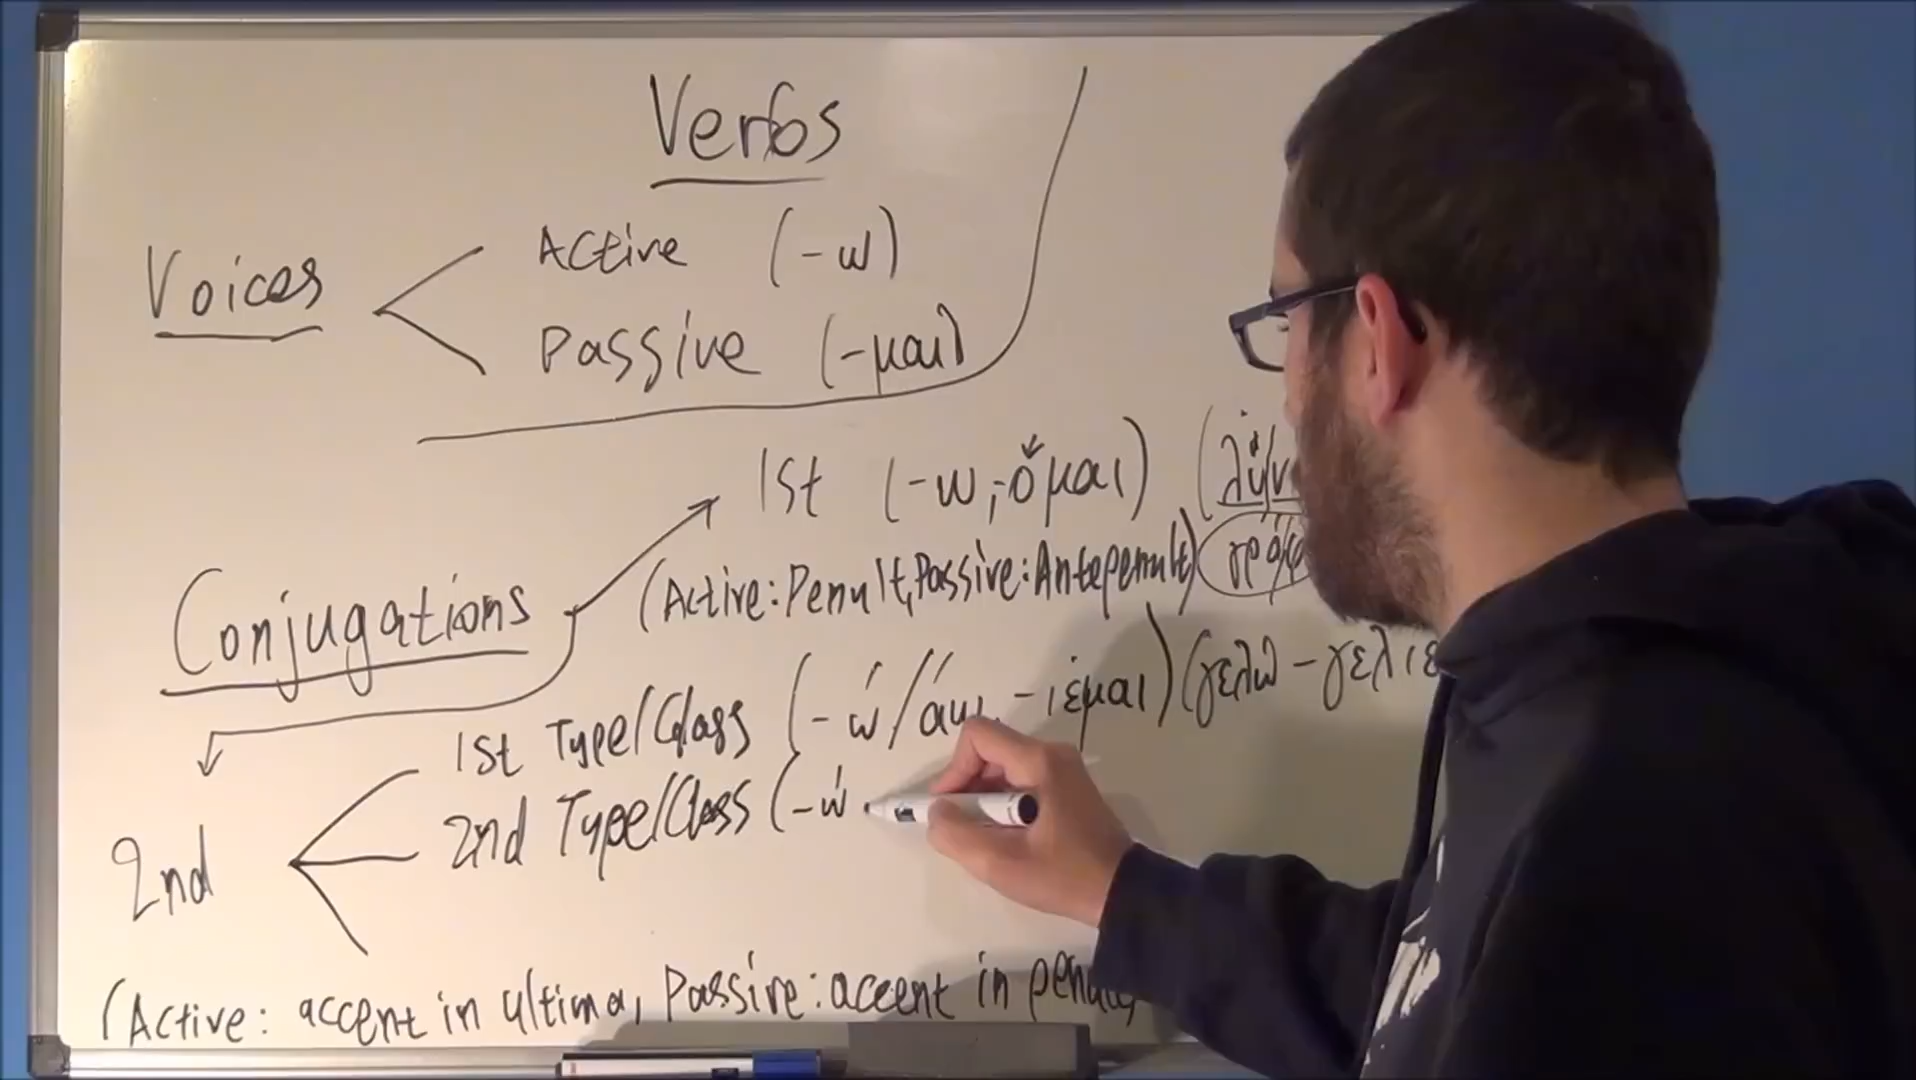 Verbs
Voices
Active (-ω)
Passive (-μαι)
1st (-ω, -όμαι)
(Active: Penult, Passive: Antepenult)
Conjugations
1st Type/Class (-ώ/άω, -ιέμαι) (γελώ - γελιέ
2nd Type/Class (-ώ
2nd
(Active: accent in ultima, Passive: accent in